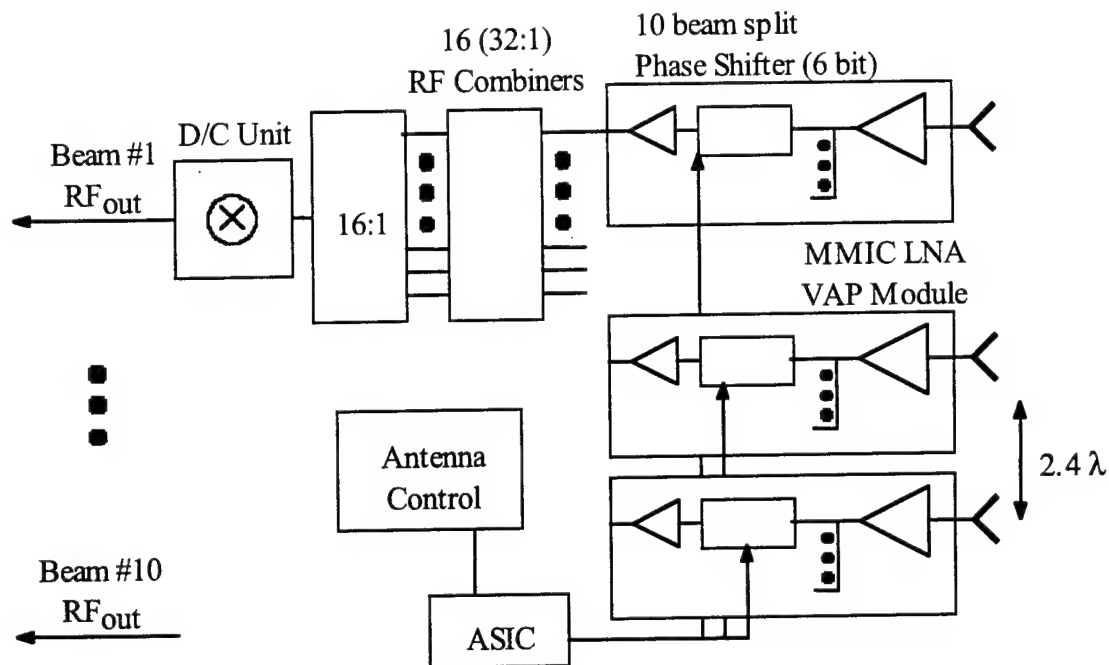 16 (32:1)
RF Combiners
10 beam split
Phase Shifter (6 bit)
D/C Unit
Beam #1
RFout
16:1
MMIC LNA
VAP Module
Antenna
Control
2.4 λ
Beam #10
RFout
ASIC